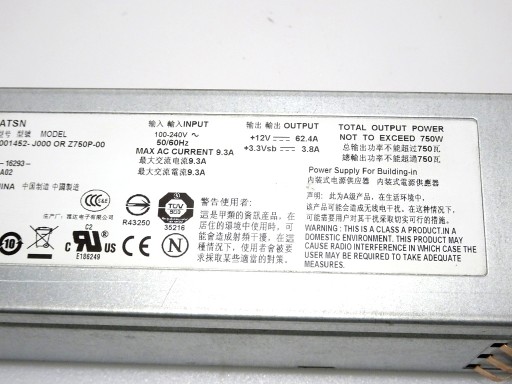 ATSN
型号 型號 MODEL
001452- J000 OR Z750P-00
-16293-
A02
CHINA 中国制造 中國製造
输入 輸入INPUT
100-240V ~
50/60Hz
MAX AC CURRENT 9.3A
最大交流电流9.3A
最大交流電流9.3A
输出 輸出 OUTPUT
+12V 62.4A
+3.3Vsb 3.8A
TOTAL OUTPUT POWER
NOT TO EXCEED 750W
总输出功率不能超过750瓦
總輸出功率不能超過750瓦
Power Supply For Building-in
内装式电源供应器 内裝式電源供應器
声明: 此为A级产品，在生活环境中，
该产品可能会造成无线电干扰。在这种情况下，
可能需要用户对其干扰采取切实可行的措施。
WARNING : THIS IS A CLASS A PRODUCT.IN A
DOMESTIC ENVIRONMENT. THIS PRODUCT MAY
CAUSE RADIO INTERFERENCE IN WHICH CASE THE
USER MAY BE REQUIRED TO TAKE ADEQUATE
MEASURES.
警告使用者:
這是甲類的資訊產品，在
居住的環境中使用時，可
能會造成射頻干擾，在這
種情況下，使用者會被要
求採取某些適當的對策。
CCC
S&E
TUV
R43250
35216
10
C2
C US
E186249
CE
N